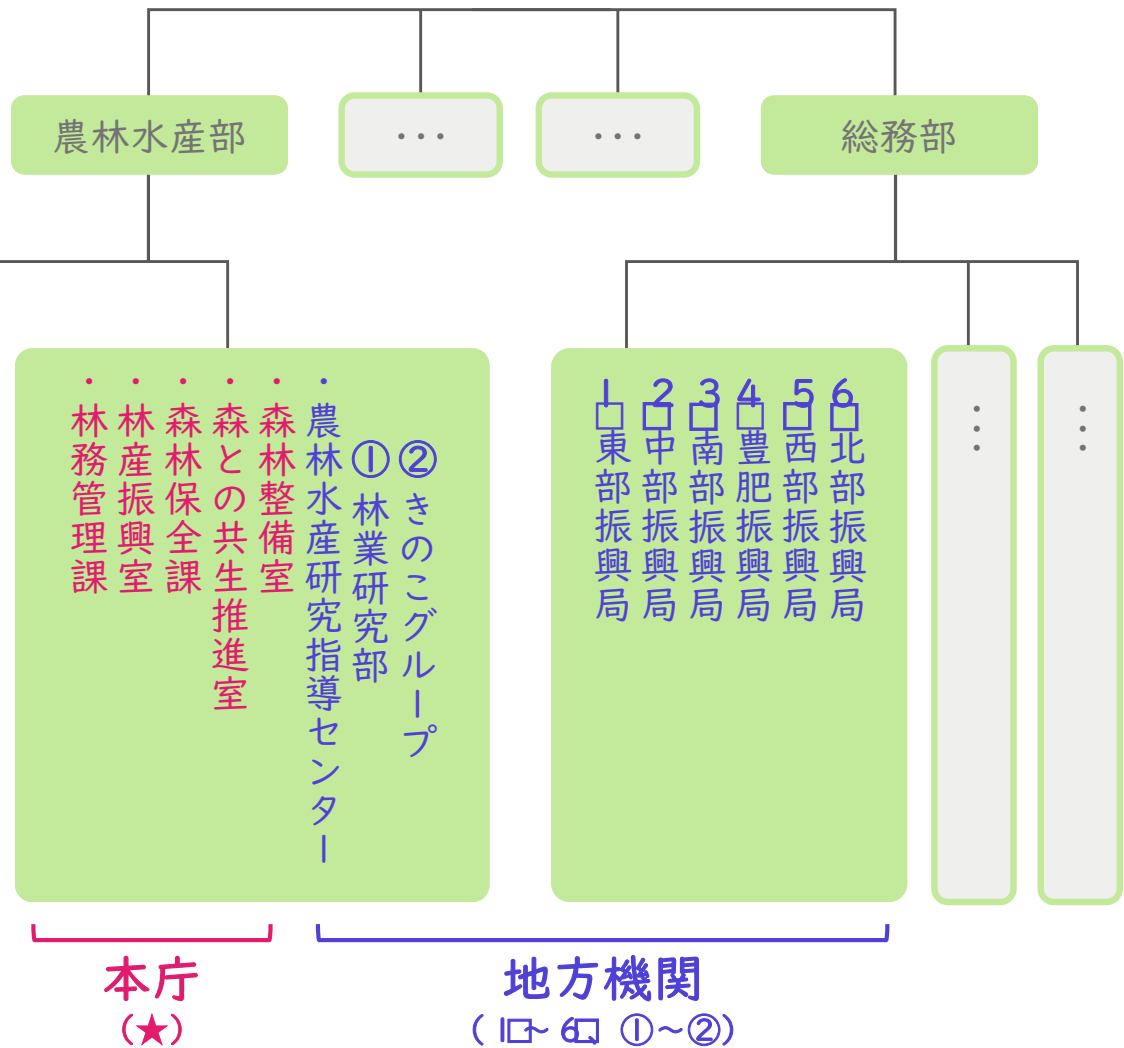 農林水産部
・・・
・・・
総務部
・林務管理課
・林産振興室
・森林保全課
・森との共生推進室
・森林整備室
・農林水産研究指導センター
①林業研究部
②きのこグループ
1□東部振興局
2□中部振興局
3□南部振興局
4□豊肥振興局
5□西部振興局
6□北部振興局
・・・
・・・
本庁
(★)
地方機関
(1□～6□、①～②)